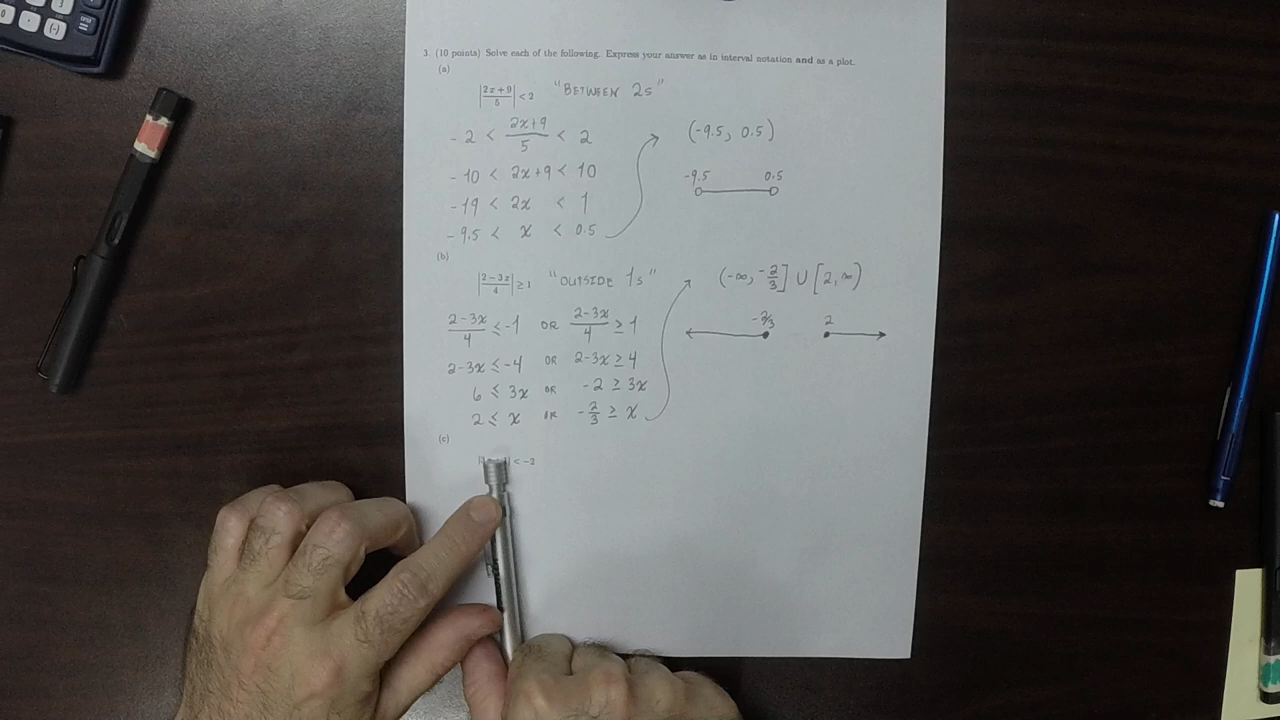 3. (10 points) Solve each of the following. Express your answer as in interval notation and as a plot.
(a)
|2x + 9 / 5| < 2 "BETWEEN 2s"
-2 < 2x+9 / 5 < 2
-10 < 2x+9 < 10
-19 < 2x < 1
-9.5 < x < 0.5
(-9.5, 0.5)
-9.5 0.5
(b)
|2 − 3x / 4| ≥ 1 "OUTSIDE 1s"
2-3x / 4 ≤ -1 OR 2-3x / 4 ≥ 1
2-3x ≤ -4 OR 2-3x ≥ 4
6 ≤ 3x OR -2 ≥ 3x
2 ≤ x OR -2/3 ≥ x
(-∞, -2/3] ∪ [2, ∞)
-2/3 2
(c)
< −2